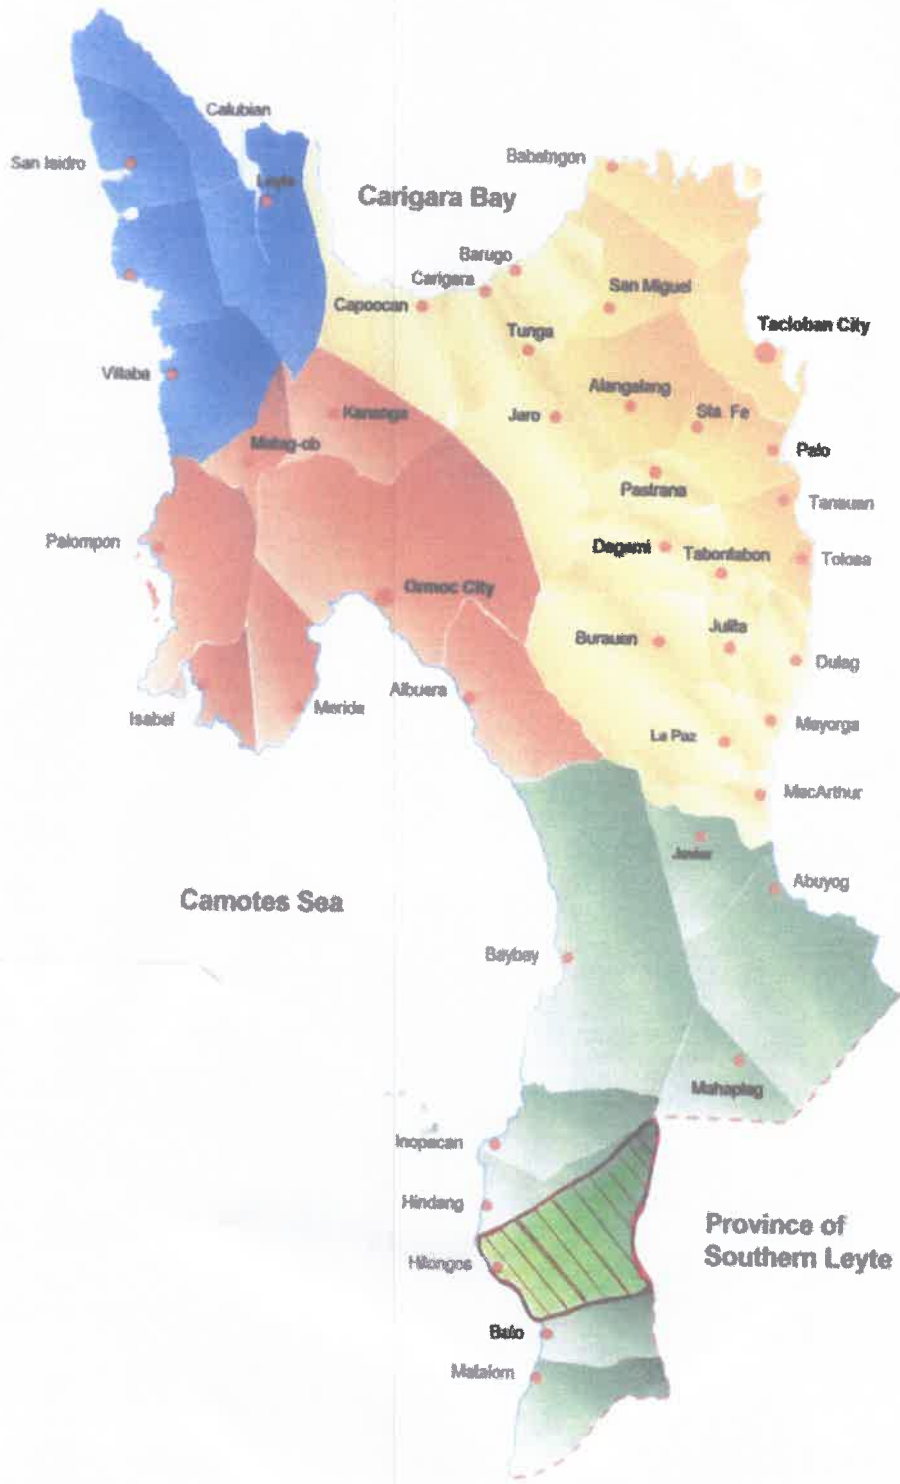 Calubian
San Isidro
Leyte
Babatngon
Carigara Bay
Barugo
Carigara
Capoocan
San Miguel
Tunga
Tacloban City
Villaba
Alangalang
Kananga
Jaro
Sta. Fe
Matag-ob
Palo
Pastrana
Tanauan
Palompon
Dagami
Tabontabon
Tolosa
Ormoc City
Julita
Burauen
Dulag
Albuera
Isabel
Merida
Mayorga
La Paz
MacArthur
Javier
Abuyog
Camotes Sea
Baybay
Mahaplag
Inopacan
Hindang
Province of
Southern Leyte
Hilongos
Bato
Matalom